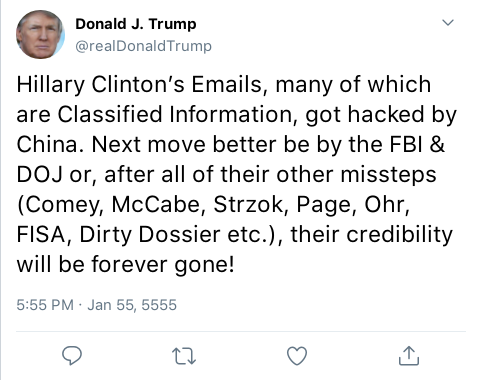 Donald J. Trump
@realDonaldTrump
Hillary Clinton’s Emails, many of which
are Classified Information, got hacked by
China. Next move better be by the FBI &
DOJ or, after all of their other missteps
(Comey, McCabe, Strzok, Page, Ohr,
FISA, Dirty Dossier etc.), their credibility
will be forever gone!
5:55 PM · Jan 55, 5555